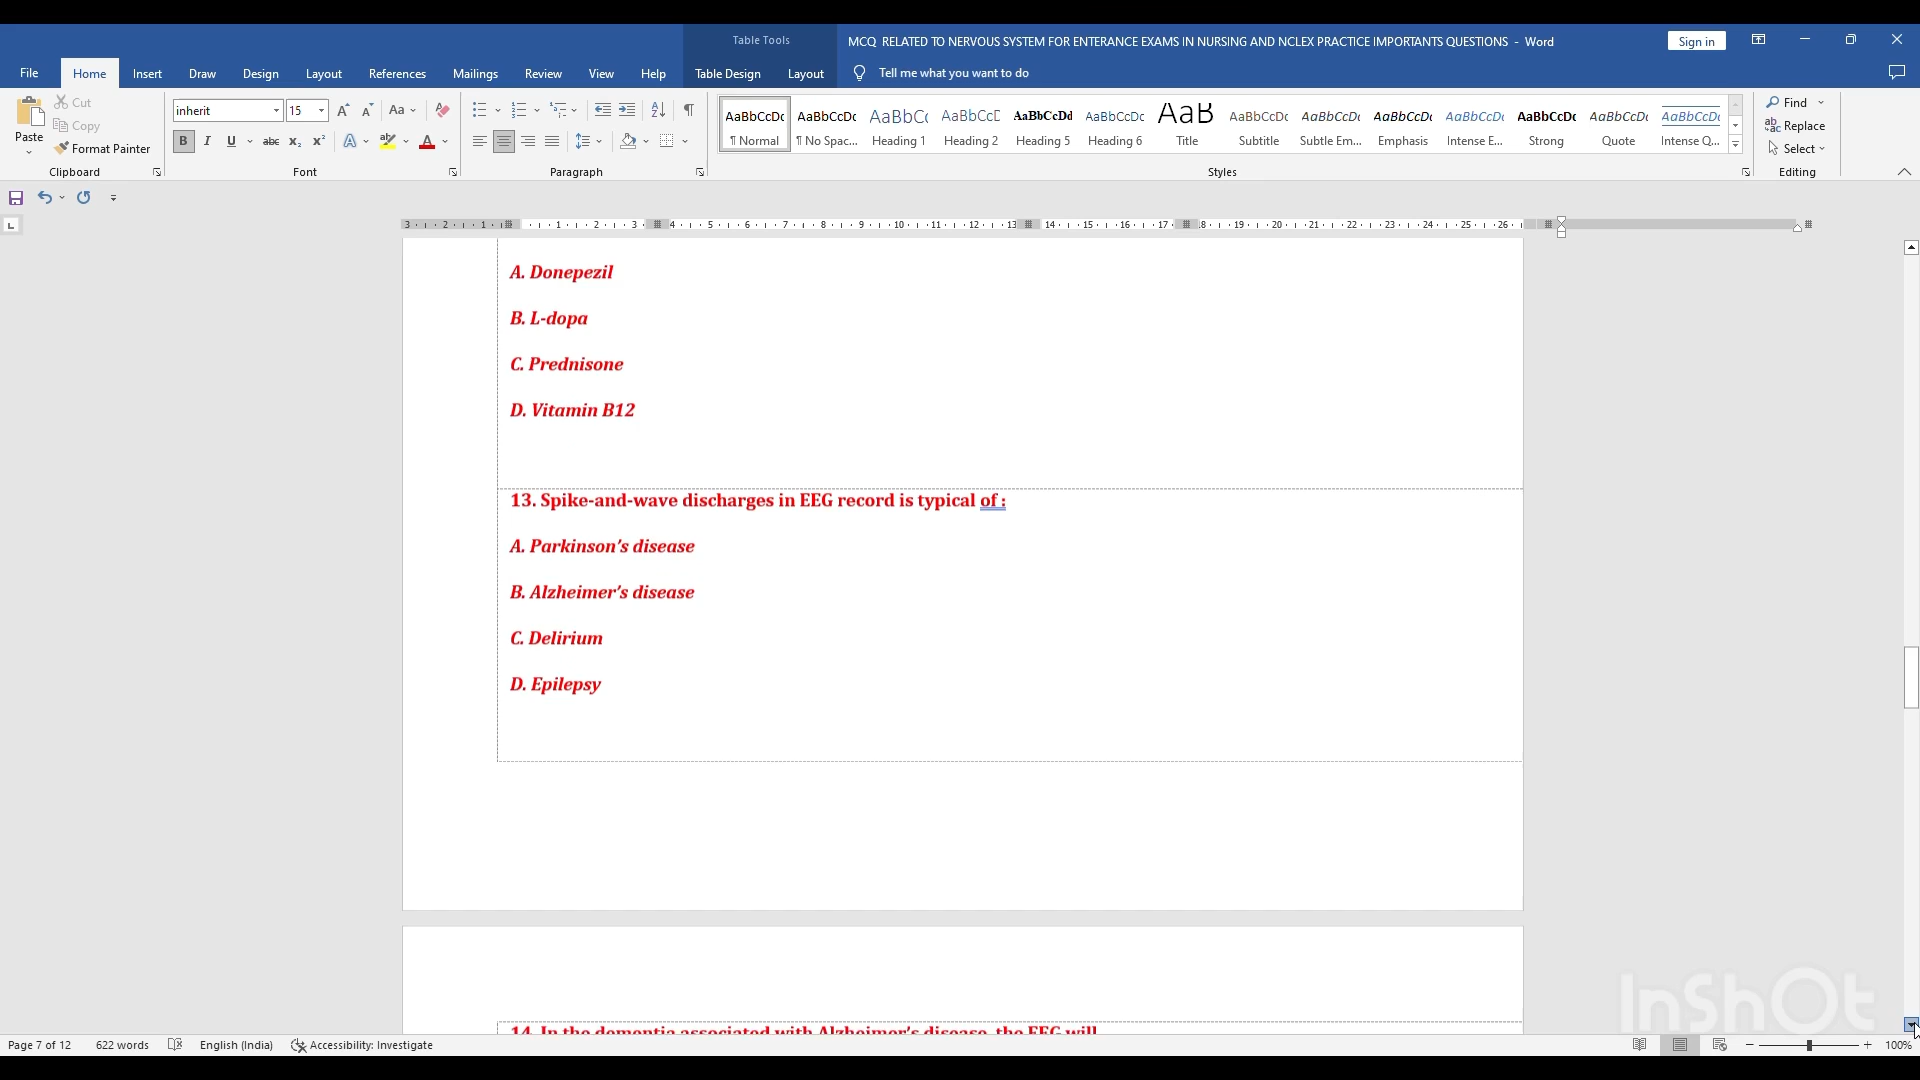 Table Tools
MCQ RELATED TO NERVOUS SYSTEM FOR ENTERANCE EXAMS IN NURSING AND NCLEX PRACTICE IMPORTANTS QUESTIONS - Word
Sign in
File Home Insert Draw Design Layout References Mailings Review View Help Table Design Layout Tell me what you want to do
Paste
Cut
Copy
Format Painter
Clipboard
inherit 15
Font
Paragraph
AaBbCcDc AaBbCcDc AaBbC( AaBbCcD AaBbCcDd AaBbCcDc AaB AaBbCcDc AaBbCcDc AaBbCcDc AaBbCcDc AaBbCcDc AaBbCcDc AaBbCcDc
¶ Normal ¶ No Spac... Heading 1 Heading 2 Heading 5 Heading 6 Title Subtitle Subtle Em... Emphasis Intense E... Strong Quote Intense Q...
Styles
Find
Replace
Select
Editing
A. Donepezil
B. L-dopa
C. Prednisone
D. Vitamin B12
13. Spike-and-wave discharges in EEG record is typical of :
A. Parkinson’s disease
B. Alzheimer’s disease
C. Delirium
D. Epilepsy
14. In the dementia associated with Alzheimer’s disease, the EEG will
InShOt
Page 7 of 12 622 words English (India) Accessibility: Investigate 100%